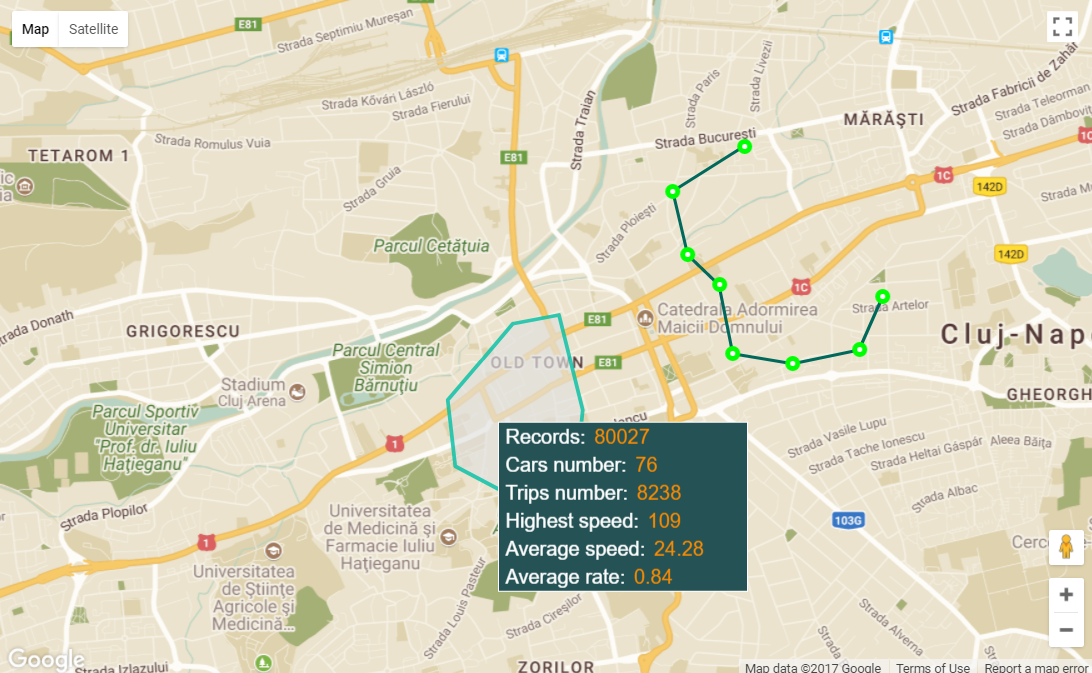 Map
Satellite
E81
Strada Septimiu Mureșan
Strada Kővári László
Strada Fierului
Strada Traian
Strada Paris
Strada Livezii
Strada Fabricii de Zahăr
Strada Teleorman
Strada Dâmbovița
MĂRĂȘTI
Strada București
Strada Romulus Vuia
TETAROM 1
E81
1C
142D
Strada Gruia
Strada Ploiești
Parcul Cetățuia
142D
1C
Catedrala Adormirea
Maicii Domnului
Strada Artelor
Strada Donath
GRIGORESCU
E81
Cluj-Nap
Parcul Central
Simion
Bărnuțiu
OLD TOWN
E81
Stadium
Cluj Arena
GHEORGH
Parcul Sportiv
Universitar
"Prof. dr. Iuliu
Hațieganu"
1
Iancu
Strada Vasile Lupu
Strada Tache Ionescu
Strada Heltai Gáspár
Aleea Băița
Records: 80027
Cars number: 76
Trips number: 8238
Highest speed: 109
Average speed: 24.28
Average rate: 0.84
Strada Plopilor
Universitatea
de Medicină și
Farmacie Iuliu
Hațieganu
Strada Albac
103G
1
Universitatea
de Științe
Agricole și
Medicină...
Strada Louis Pasteur
Strada Cireșilor
Strada Alverna
Strada
Google
Strada Izlazului
ZORILOR
Map data ©2017 Google
Terms of Use
Report a map error